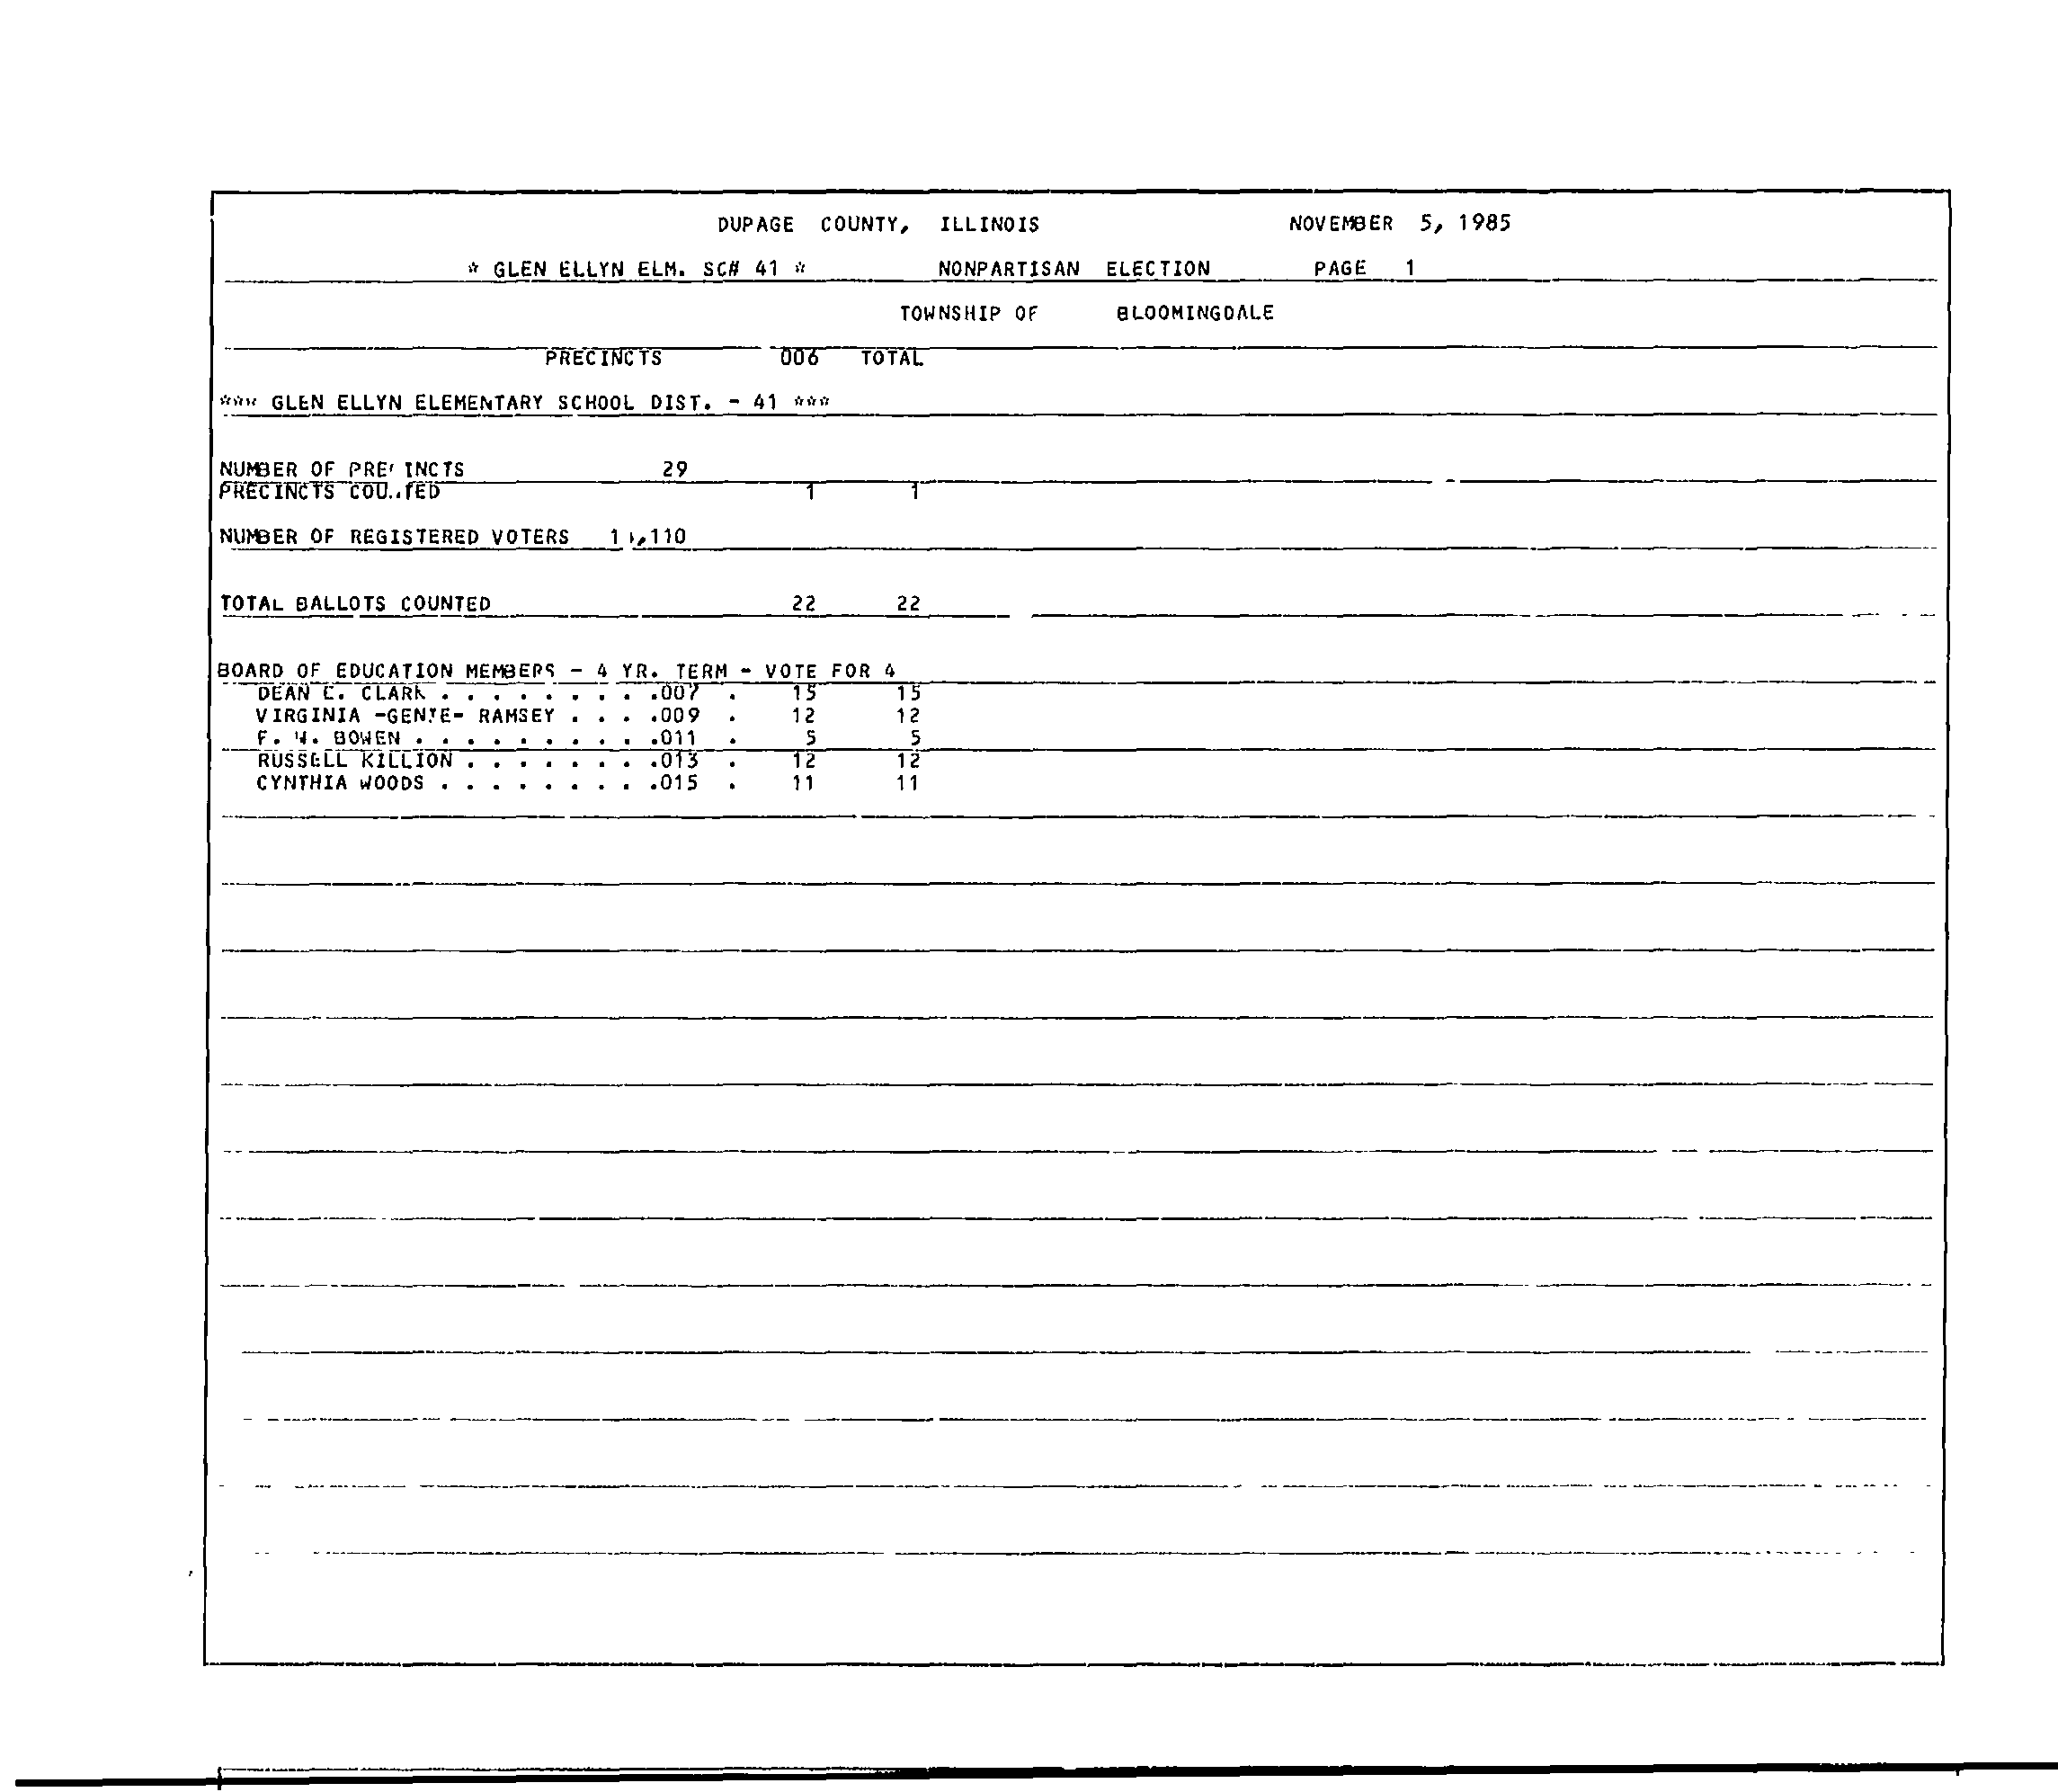 DUPAGE COUNTY, ILLINOIS NOVEMBER 5, 1985
* GLEN ELLYN ELM. SC# 41 * NONPARTISAN ELECTION PAGE 1
TOWNSHIP OF BLOOMINGDALE
PRECINCTS 006 TOTAL
*** GLEN ELLYN ELEMENTARY SCHOOL DIST. - 41 ***
NUMBER OF PRECINCTS 29
PRECINCTS COUNTED 1 1
NUMBER OF REGISTERED VOTERS
TOTAL BALLOTS COUNTED 22 22
BOARD OF EDUCATION MEMBERS - 4 YR. TERM - VOTE FOR 4
DEAN E. CLARK . . . . . . . . .007 . 15 15
VIRGINIA -GENIE- RAMSEY . . . .009 . 12 12
F. W. BOWEN . . . . . . . . . .011 . 5 5
RUSSELL KILLION . . . . . . . .013 . 12 12
CYNTHIA WOODS . . . . . . . . .015 . 11 11